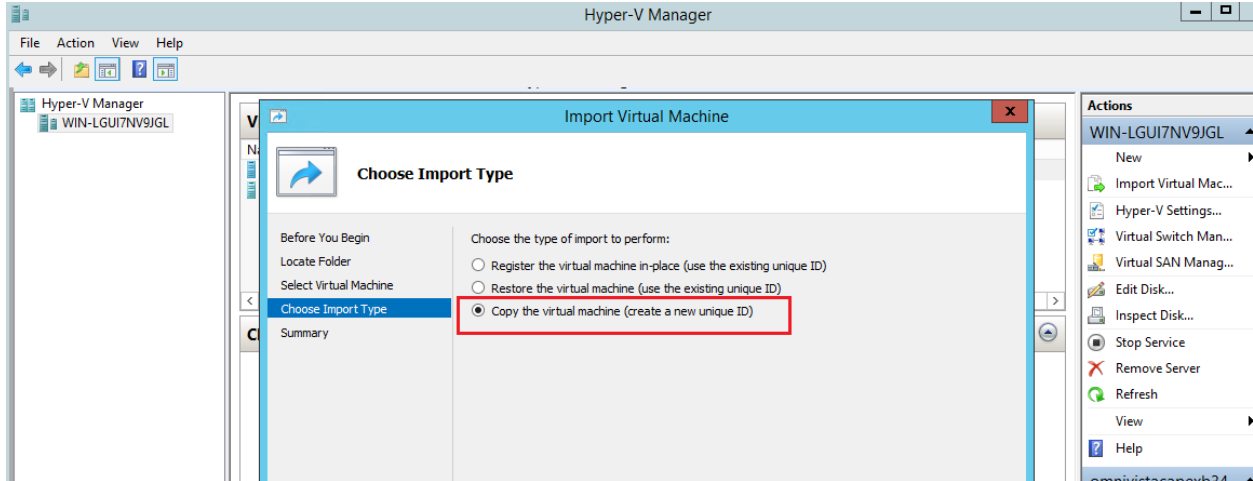 Hyper-V Manager
File Action View Help
Hyper-V Manager
WIN-LGUI7NV9JGL
Import Virtual Machine
Choose Import Type
Before You Begin
Locate Folder
Select Virtual Machine
Choose Import Type
Summary
Choose the type of import to perform:
Register the virtual machine in-place (use the existing unique ID)
Restore the virtual machine (use the existing unique ID)
Copy the virtual machine (create a new unique ID)
Actions
WIN-LGUI7NV9JGL
New
Import Virtual Mac...
Hyper-V Settings...
Virtual Switch Man...
Virtual SAN Manag...
Edit Disk...
Inspect Disk...
Stop Service
Remove Server
Refresh
View
Help